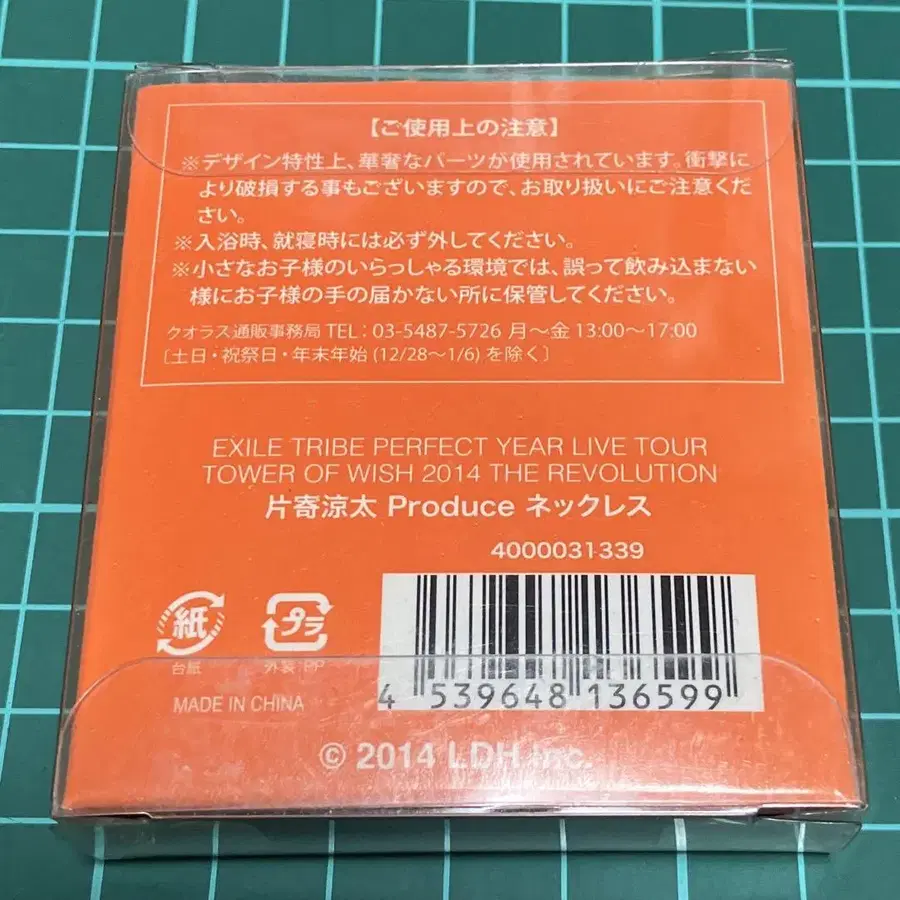 【ご使用上の注意】
※デザイン特性上、華奢なパーツが使用されています。衝撃に
より破損する事もございますので、お取り扱いにご注意くだ
さい。
※入浴時、就寝時には必ず外してください。
※小さなお子様のいらっしゃる環境では、誤って飲み込まない
様にお子様の手の届かない所に保管してください。
クオラス通販事務局 TEL：03-5487-5726 月〜金 13:00〜17:00
〔土日・祝祭日・年末年始 (12/28〜1/6) を除く〕
EXILE TRIBE PERFECT YEAR LIVE TOUR
TOWER OF WISH 2014 THE REVOLUTION
片寄涼太 Produce ネックレス
4000031339
紙
プラ
台紙
外装:PP
4 539648 136599
MADE IN CHINA
© 2014 LDH Inc.